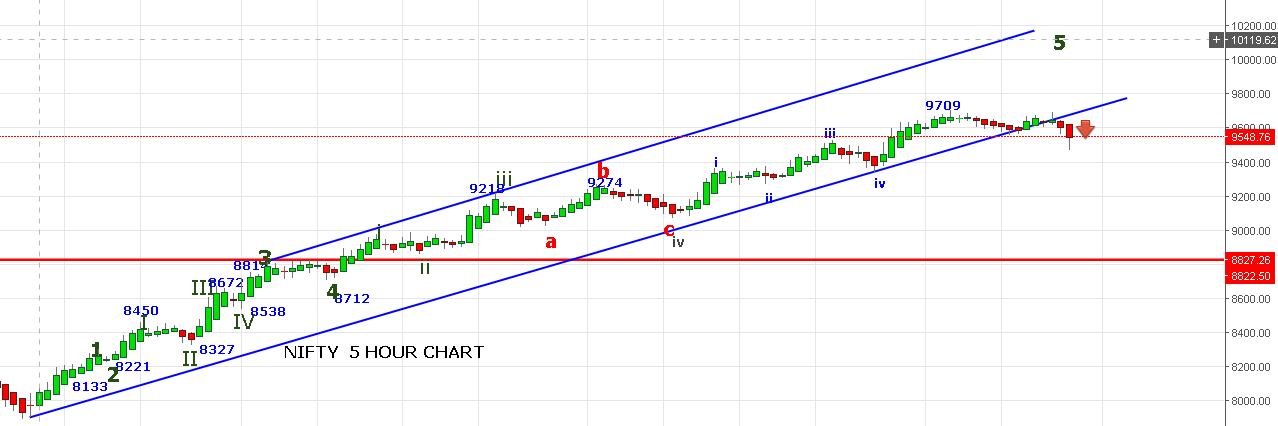 10200.00
+ 10119.62
5
10000.00
9800.00
9709
9600.00
9548.76
iii
9400.00
i
b
iii
9274
9218
iv
9200.00
ii
i
c
9000.00
a
iv
3
8827.26
881
ii
8622.50
III
8672
4
8712
8600.00
8450
8538
I
IV
8400.00
1
8327
NIFTY 5 HOUR CHART
II
8221
2
8200.00
8133
8000.00